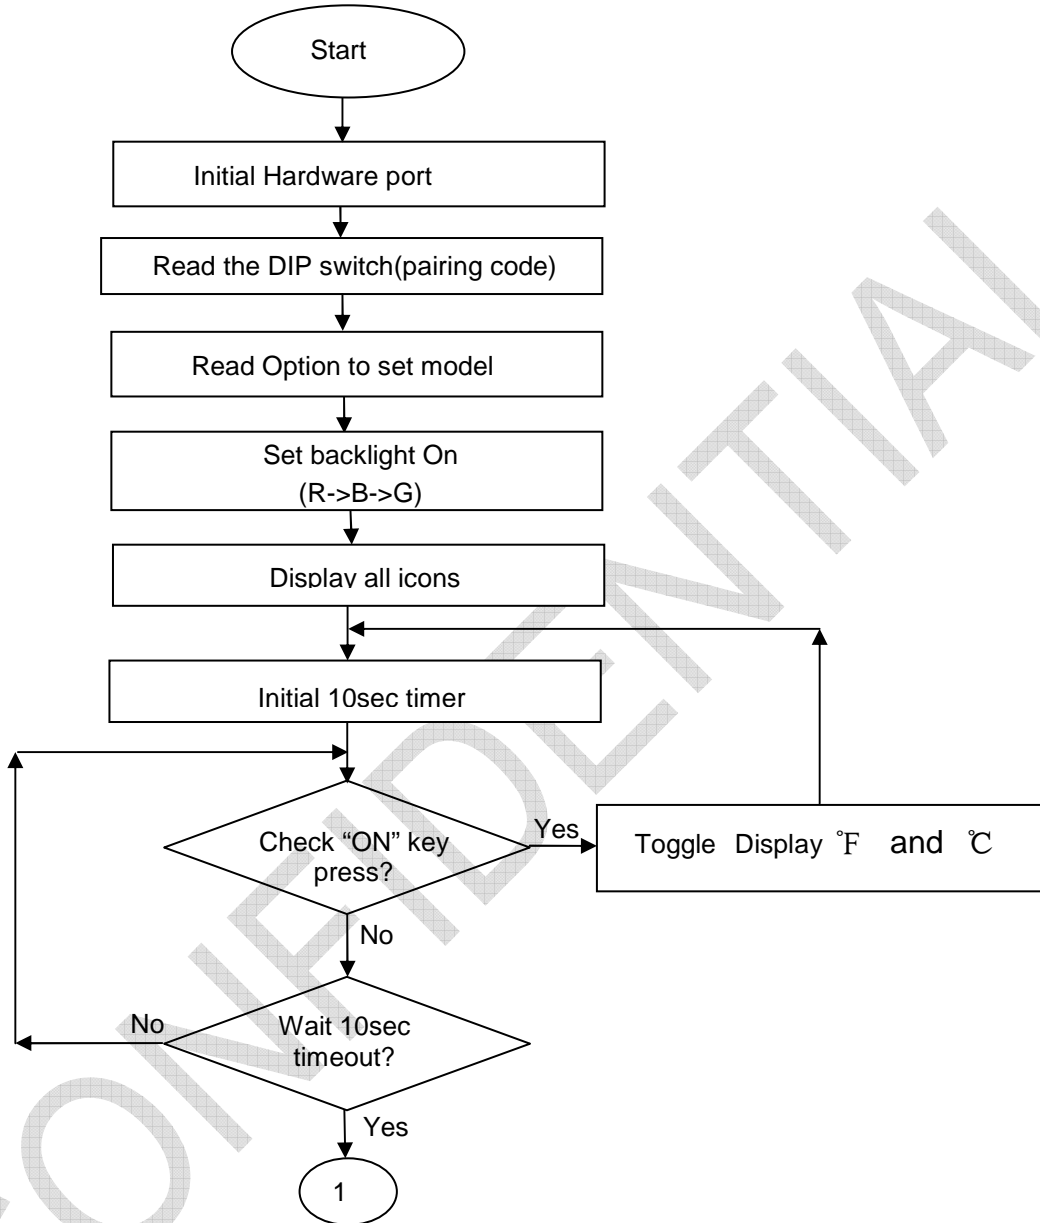 Start
Initial Hardware port
Read the DIP switch(pairing code)
Read Option to set model
Set backlight On
(R->B->G)
Display all icons
Initial 10sec timer
Check “ON” key
press?
Yes
Toggle Display ℉ and ℃
No
Wait 10sec
timeout?
No
Yes
1
CONFIDENTIAL